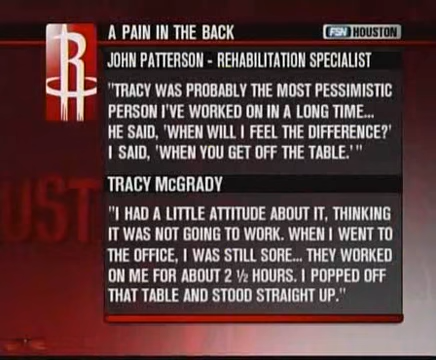 A PAIN IN THE BACK
FSN HOUSTON
JOHN PATTERSON - REHABILITATION SPECIALIST
"TRACY WAS PROBABLY THE MOST PESSIMISTIC
PERSON I'VE WORKED ON IN A LONG TIME...
HE SAID, 'WHEN WILL I FEEL THE DIFFERENCE?'
I SAID, 'WHEN YOU GET OFF THE TABLE.' "
TRACY McGRADY
"I HAD A LITTLE ATTITUDE ABOUT IT, THINKING
IT WAS NOT GOING TO WORK. WHEN I WENT TO
THE OFFICE, I WAS STILL SORE... THEY WORKED
ON ME FOR ABOUT 2 ½ HOURS. I POPPED OFF
THAT TABLE AND STOOD STRAIGHT UP."
UST